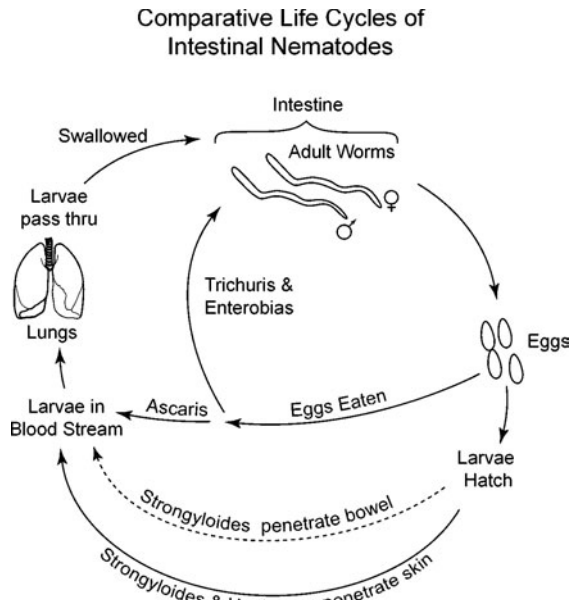 Comparative Life Cycles of
Intestinal Nematodes
Intestine
Adult Worms
♂
♀
Swallowed
Larvae
pass thru
Lungs
Trichuris &
Enterobias
Eggs
Larvae in
Blood Stream
Ascaris
Eggs Eaten
Larvae
Hatch
Strongyloides penetrate bowel
Strongyloides & penetrate skin